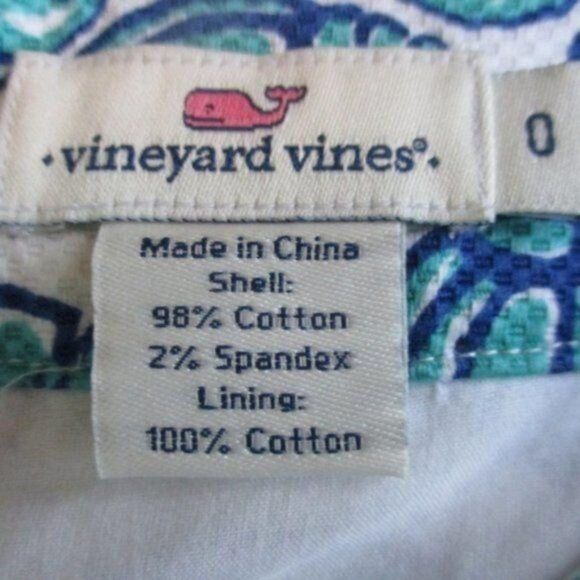 vineyard vines®
0
Made in China
Shell:
98% Cotton
2% Spandex
Lining:
100% Cotton